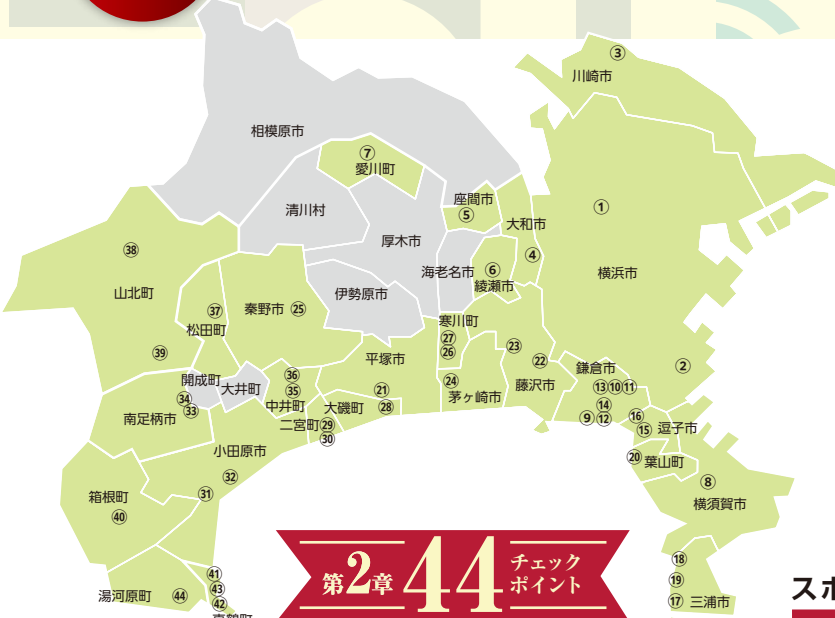 ③
川崎市
相模原市
⑦
愛川町
座間市
⑤
清川村
①
大和市
厚木市
④
㊳
海老名市
⑥
綾瀬市
横浜市
山北町
伊勢原市
㊲
松田町
秦野市 ㉕
寒川町
㉗
㉖
㊴
平塚市
㉓
㉒
鎌倉市
②
開成町
大井町
㊱
㉟
中井町
㉑
㉔
茅ヶ崎市
藤沢市
⑬⑩⑪
㉞
㉝
南足柄市
大磯町
㉘
⑭
⑨ ⑫
⑯
⑮ 逗子市
二宮町㉙
㉚
小田原市
㉜
㉛
⑳ 葉山町
⑧
横須賀市
箱根町
㊵
第2章 44 チェック
ポイント
⑱
⑲
⑰ 三浦市
㊶
㊸
㊷
湯河原町 ㊹